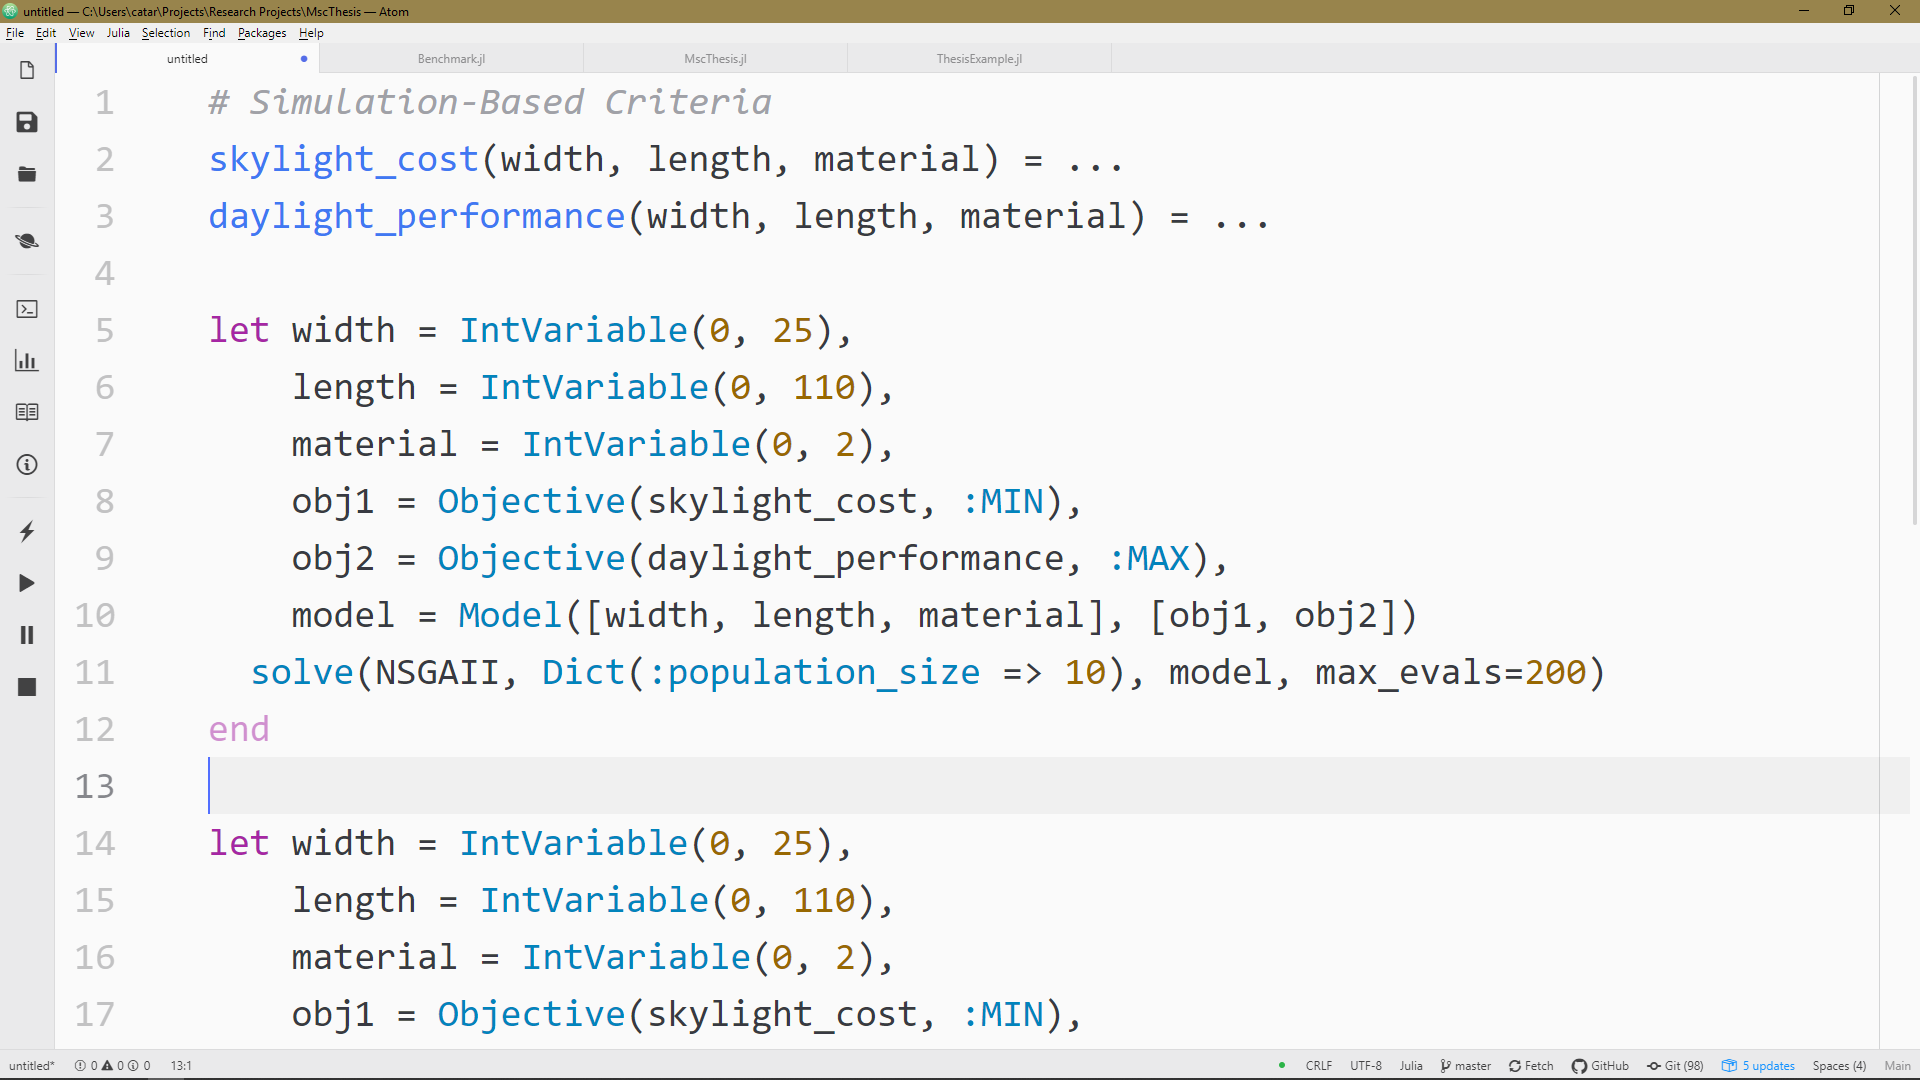 untitled — C:\Users\catar\Projects\Research Projects\MscThesis — Atom
File Edit View Julia Selection Find Packages Help
untitled Benchmark.jl MscThesis.jl ThesisExample.jl
1 # Simulation-Based Criteria
2 skylight_cost(width, length, material) = ...
3 daylight_performance(width, length, material) = ...
4
5 let width = IntVariable(0, 25),
6 length = IntVariable(0, 110),
7 material = IntVariable(0, 2),
8 obj1 = Objective(skylight_cost, :MIN),
9 obj2 = Objective(daylight_performance, :MAX),
10 model = Model([width, length, material], [obj1, obj2])
11 solve(NSGAII, Dict(:population_size => 10), model, max_evals=200)
12 end
13
14 let width = IntVariable(0, 25),
15 length = IntVariable(0, 110),
16 material = IntVariable(0, 2),
17 obj1 = Objective(skylight_cost, :MIN),
untitled* 0 0 0 13:1 CRLF UTF-8 Julia master Fetch GitHub Git (98) 5 updates Spaces (4) Main